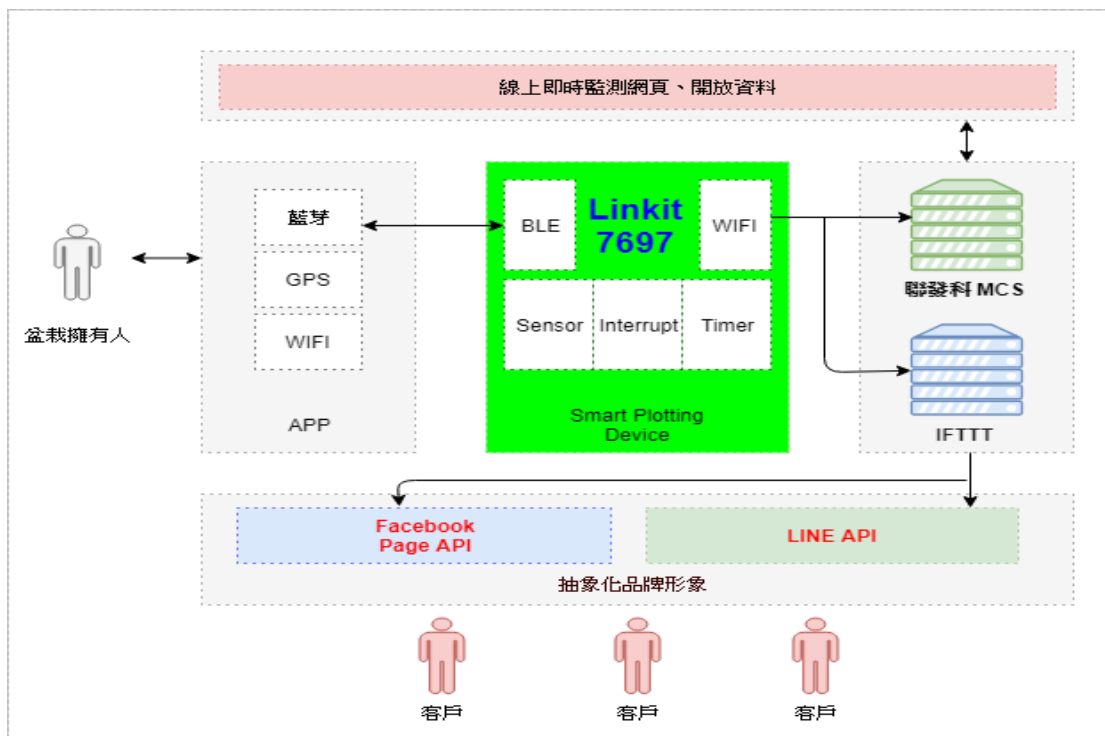 線上即時監測網頁、開放資料
盆栽擁有人
藍芽
GPS
WIFI
APP
BLE
Linkit
7697
WIFI
Sensor
Interrupt
Timer
Smart Plotting
Device
聯發科 MCS
IFTTT
Facebook
Page API
LINE API
抽象化品牌形象
客戶
客戶
客戶